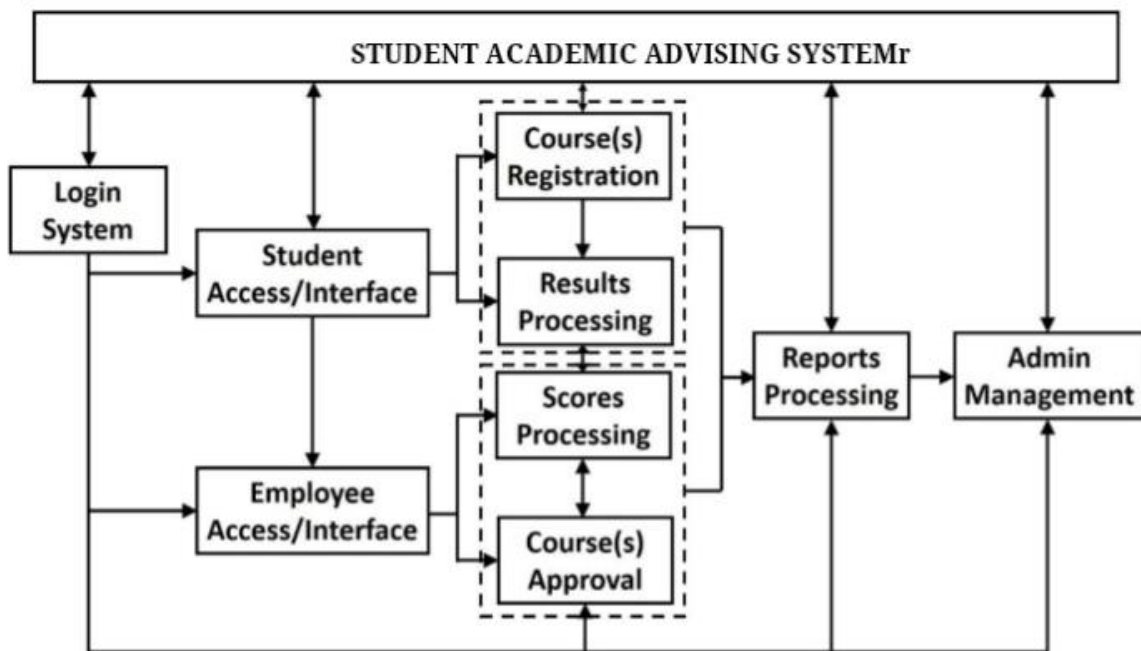 STUDENT ACADEMIC ADVISING SYSTEMr
Login
System
Student
Access/Interface
Employee
Access/Interface
Course(s)
Registration
Results
Processing
Scores
Processing
Course(s)
Approval
Reports
Processing
Admin
Management